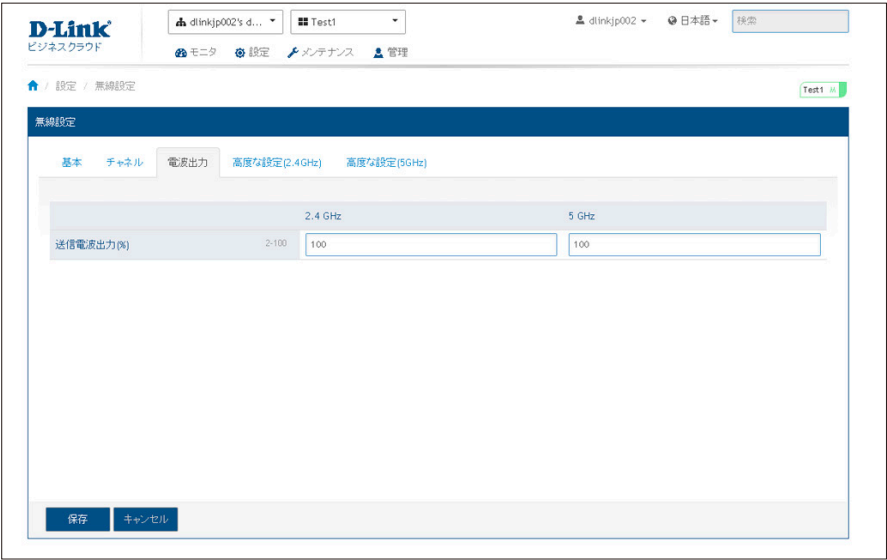 D-Link
ビジネスクラウド
dlinkjp002's d...
Test1
dlinkjp002
日本語
検索
モニタ 設定 メンテナンス 管理
/ 設定 / 無線設定
Test1
無線設定
基本 チャネル 電波出力 高度な設定(2.4GHz) 高度な設定(5GHz)
2.4 GHz 5 GHz
送信電波出力(%) 2-100 100 100
保存 キャンセル